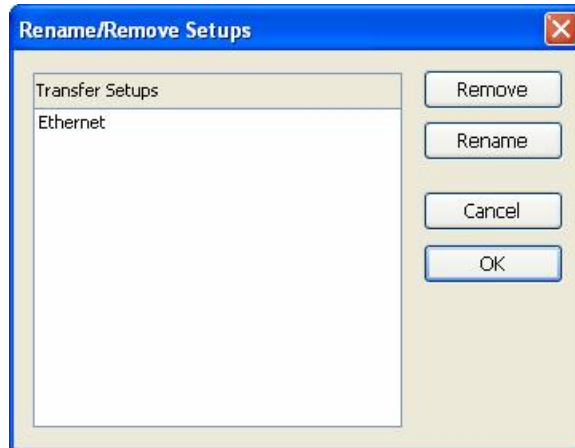 Rename/Remove Setups
Transfer Setups
Ethernet
Remove
Rename
Cancel
OK